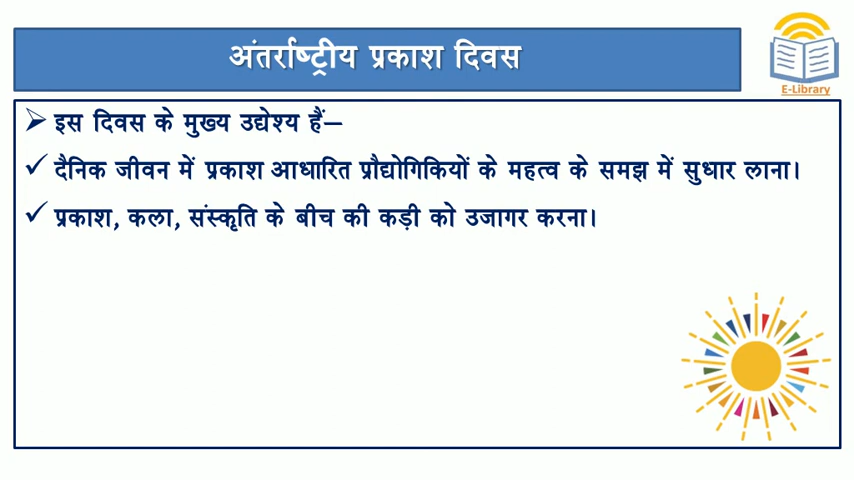 अंतर्राष्ट्रीय प्रकाश दिवस
E-Library
इस दिवस के मुख्य उद्येश्य हैं–
दैनिक जीवन में प्रकाश आधारित प्रौद्योगिकियों के महत्व के समझ में सुधार लाना।
प्रकाश, कला, संस्कृति के बीच की कड़ी को उजागर करना।